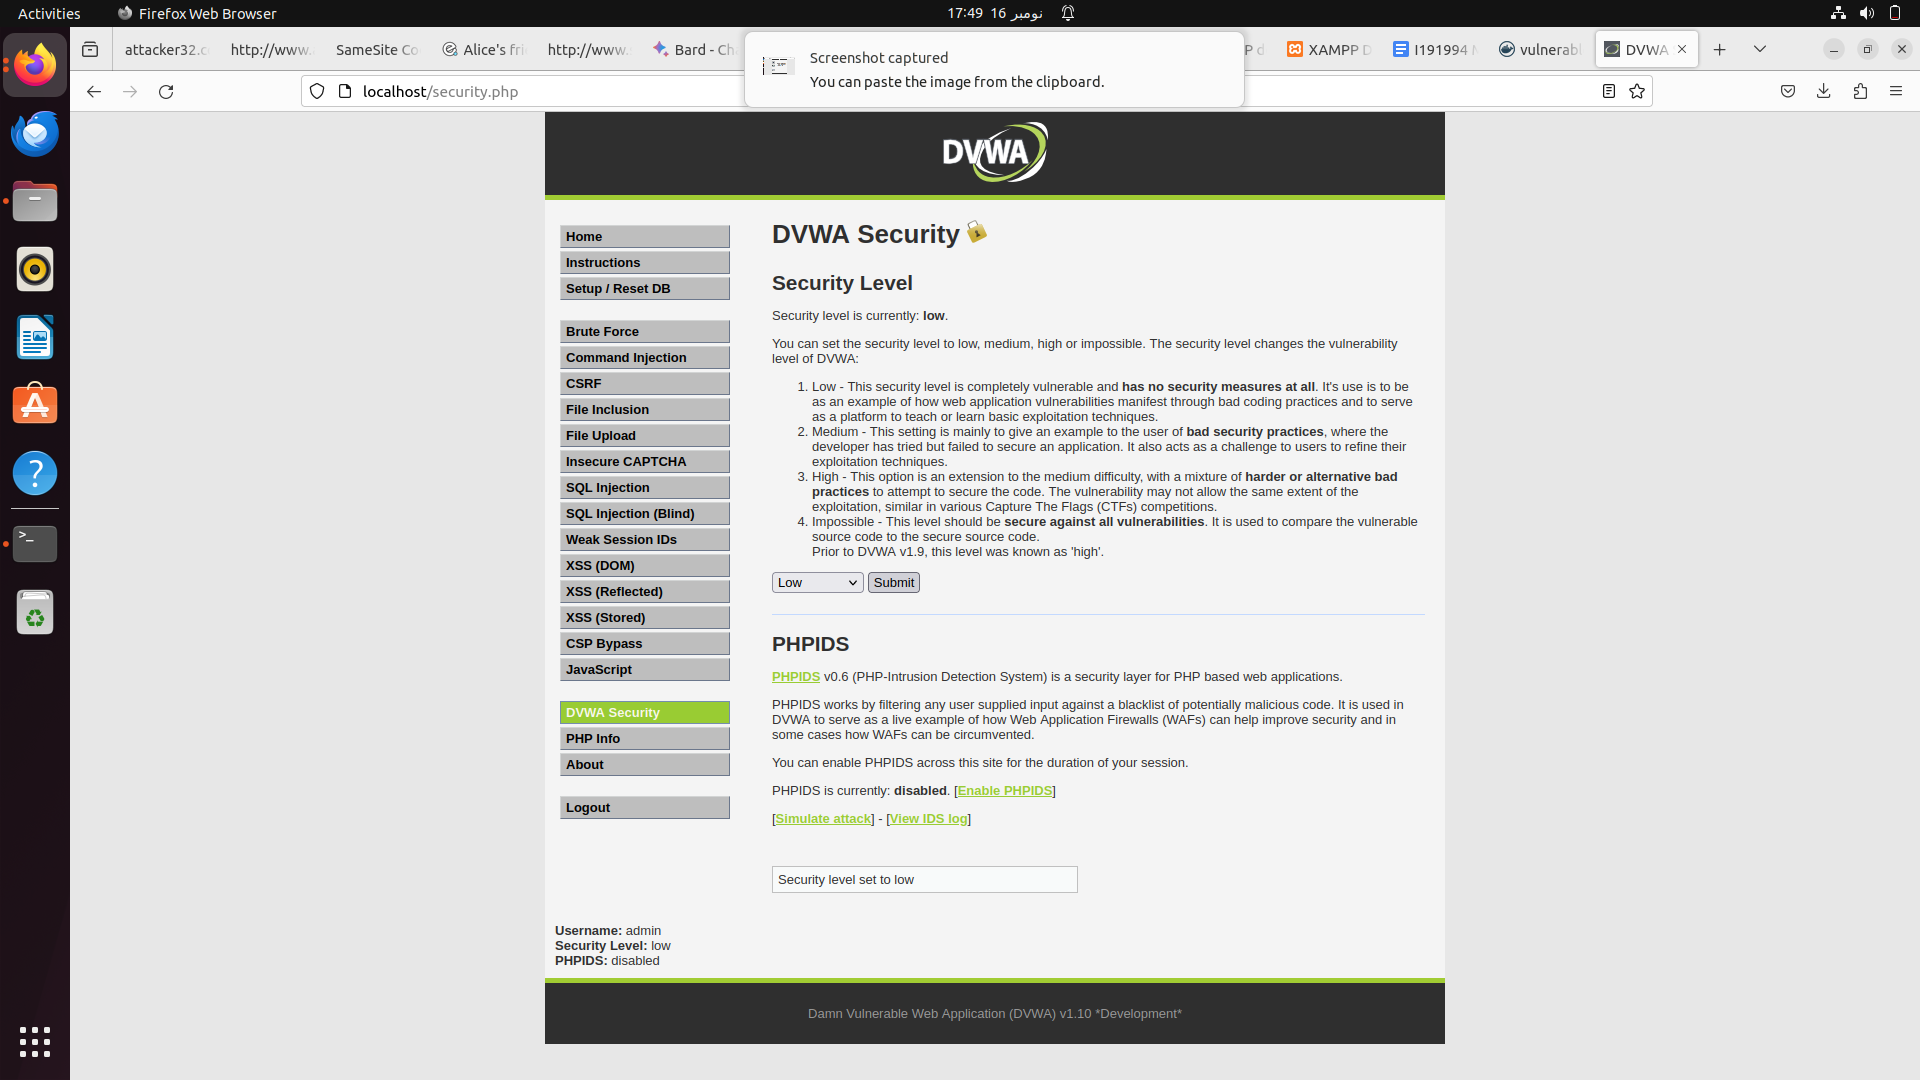 Activities
Firefox Web Browser
17:49 16 نومبر
attacker32.c
http://www.
SameSite Co
Alice's fri
http://www.
Bard - Ch
XAMPP D
I191994
vulnerabl
DVWA
Screenshot captured
You can paste the image from the clipboard.
localhost/security.php
DVWA
Home
Instructions
Setup / Reset DB
Brute Force
Command Injection
CSRF
File Inclusion
File Upload
Insecure CAPTCHA
SQL Injection
SQL Injection (Blind)
Weak Session IDs
XSS (DOM)
XSS (Reflected)
XSS (Stored)
CSP Bypass
JavaScript
DVWA Security
PHP Info
About
Logout
DVWA Security
Security Level
Security level is currently: low.
You can set the security level to low, medium, high or impossible. The security level changes the vulnerability
level of DVWA:
1. Low - This security level is completely vulnerable and has no security measures at all. It's use is to be
as an example of how web application vulnerabilities manifest through bad coding practices and to serve
as a platform to teach or learn basic exploitation techniques.
2. Medium - This setting is mainly to give an example to the user of bad security practices, where the
developer has tried but failed to secure an application. It also acts as a challenge to users to refine their
exploitation techniques.
3. High - This option is an extension to the medium difficulty, with a mixture of harder or alternative bad
practices to attempt to secure the code. The vulnerability may not allow the same extent of the
exploitation, similar in various Capture The Flags (CTFs) competitions.
4. Impossible - This level should be secure against all vulnerabilities. It is used to compare the vulnerable
source code to the secure source code.
Prior to DVWA v1.9, this level was known as 'high'.
Low
Submit
PHPIDS
PHPIDS v0.6 (PHP-Intrusion Detection System) is a security layer for PHP based web applications.
PHPIDS works by filtering any user supplied input against a blacklist of potentially malicious code. It is used in
DVWA to serve as a live example of how Web Application Firewalls (WAFs) can help improve security and in
some cases how WAFs can be circumvented.
You can enable PHPIDS across this site for the duration of your session.
PHPIDS is currently: disabled. [Enable PHPIDS]
[Simulate attack] - [View IDS log]
Security level set to low
Username: admin
Security Level: low
PHPIDS: disabled
Damn Vulnerable Web Application (DVWA) v1.10 *Development*